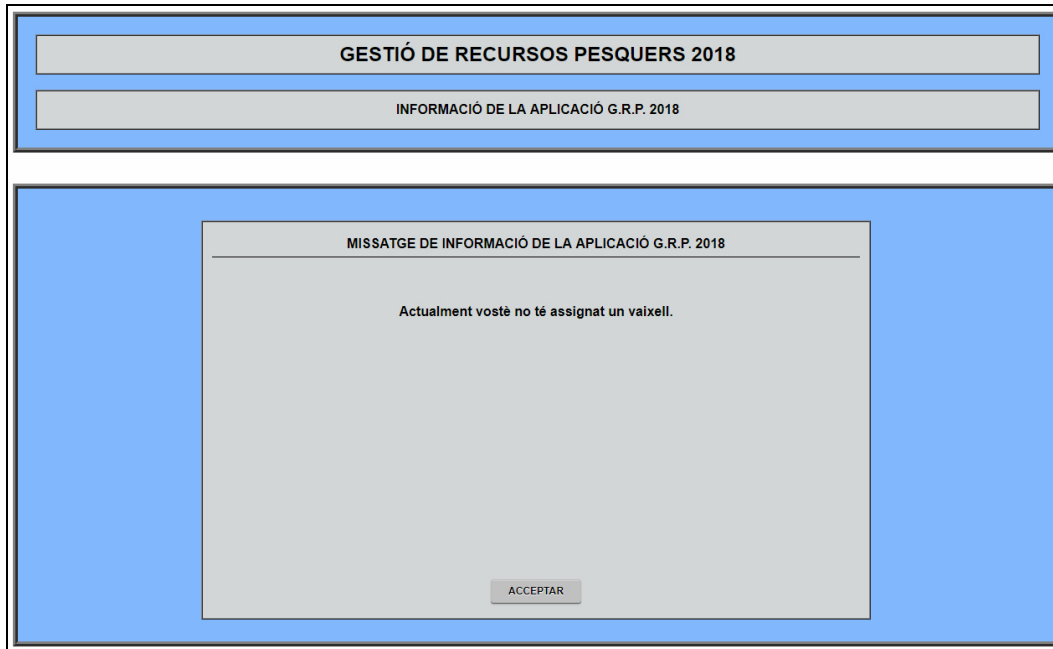 GESTIÓ DE RECURSOS PESQUERS 2018
INFORMACIÓ DE LA APLICACIÓ G.R.P. 2018
MISSATGE DE INFORMACIÓ DE LA APLICACIÓ G.R.P. 2018
Actualment vostè no té assignat un vaixell.
ACCEPTAR